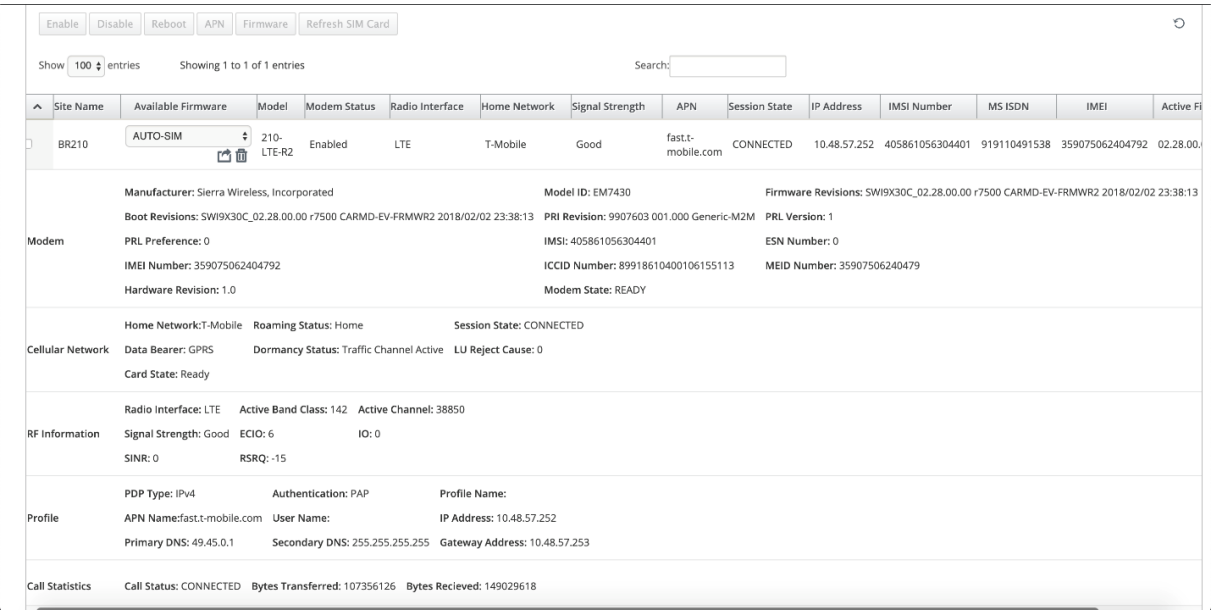 Enable Disable Reboot APN Firmware Refresh SIM Card
Show 100 entries Showing 1 to 1 of 1 entries Search:
Site Name Available Firmware Model Modem Status Radio Interface Home Network Signal Strength APN Session State IP Address IMSI Number MS ISDN IMEI Active Fi
BR210 AUTO-SIM 210-LTE-R2 Enabled LTE T-Mobile Good fast.t-mobile.com CONNECTED 10.48.57.252 405861056304401 919110491538 359075062404792 02.28.00.
Manufacturer: Sierra Wireless, Incorporated Model ID: EM7430 Firmware Revisions: SWI9X30C_02.28.00.00 r7500 CARMD-EV-FRMWR2 2018/02/02 23:38:13
Boot Revisions: SWI9X30C_02.28.00.00 r7500 CARMD-EV-FRMWR2 2018/02/02 23:38:13 PRI Revision: 9907603 001.000 Generic-M2M PRL Version: 1
Modem PRL Preference: 0 IMSI: 405861056304401 ESN Number: 0
IMEI Number: 359075062404792 ICCID Number: 89918610400106155113 MEID Number: 35907506240479
Hardware Revision: 1.0 Modem State: READY
Home Network:T-Mobile Roaming Status: Home Session State: CONNECTED
Cellular Network Data Bearer: GPRS Dormancy Status: Traffic Channel Active LU Reject Cause: 0
Card State: Ready
Radio Interface: LTE Active Band Class: 142 Active Channel: 38850
RF Information Signal Strength: Good ECIO: 6 IO: 0
SINR: 0 RSRQ: -15
PDP Type: IPv4 Authentication: PAP Profile Name:
Profile APN Name:fast.t-mobile.com User Name: IP Address: 10.48.57.252
Primary DNS: 49.45.0.1 Secondary DNS: 255.255.255.255 Gateway Address: 10.48.57.253
Call Statistics Call Status: CONNECTED Bytes Transferred: 107356126 Bytes Recieved: 149029618